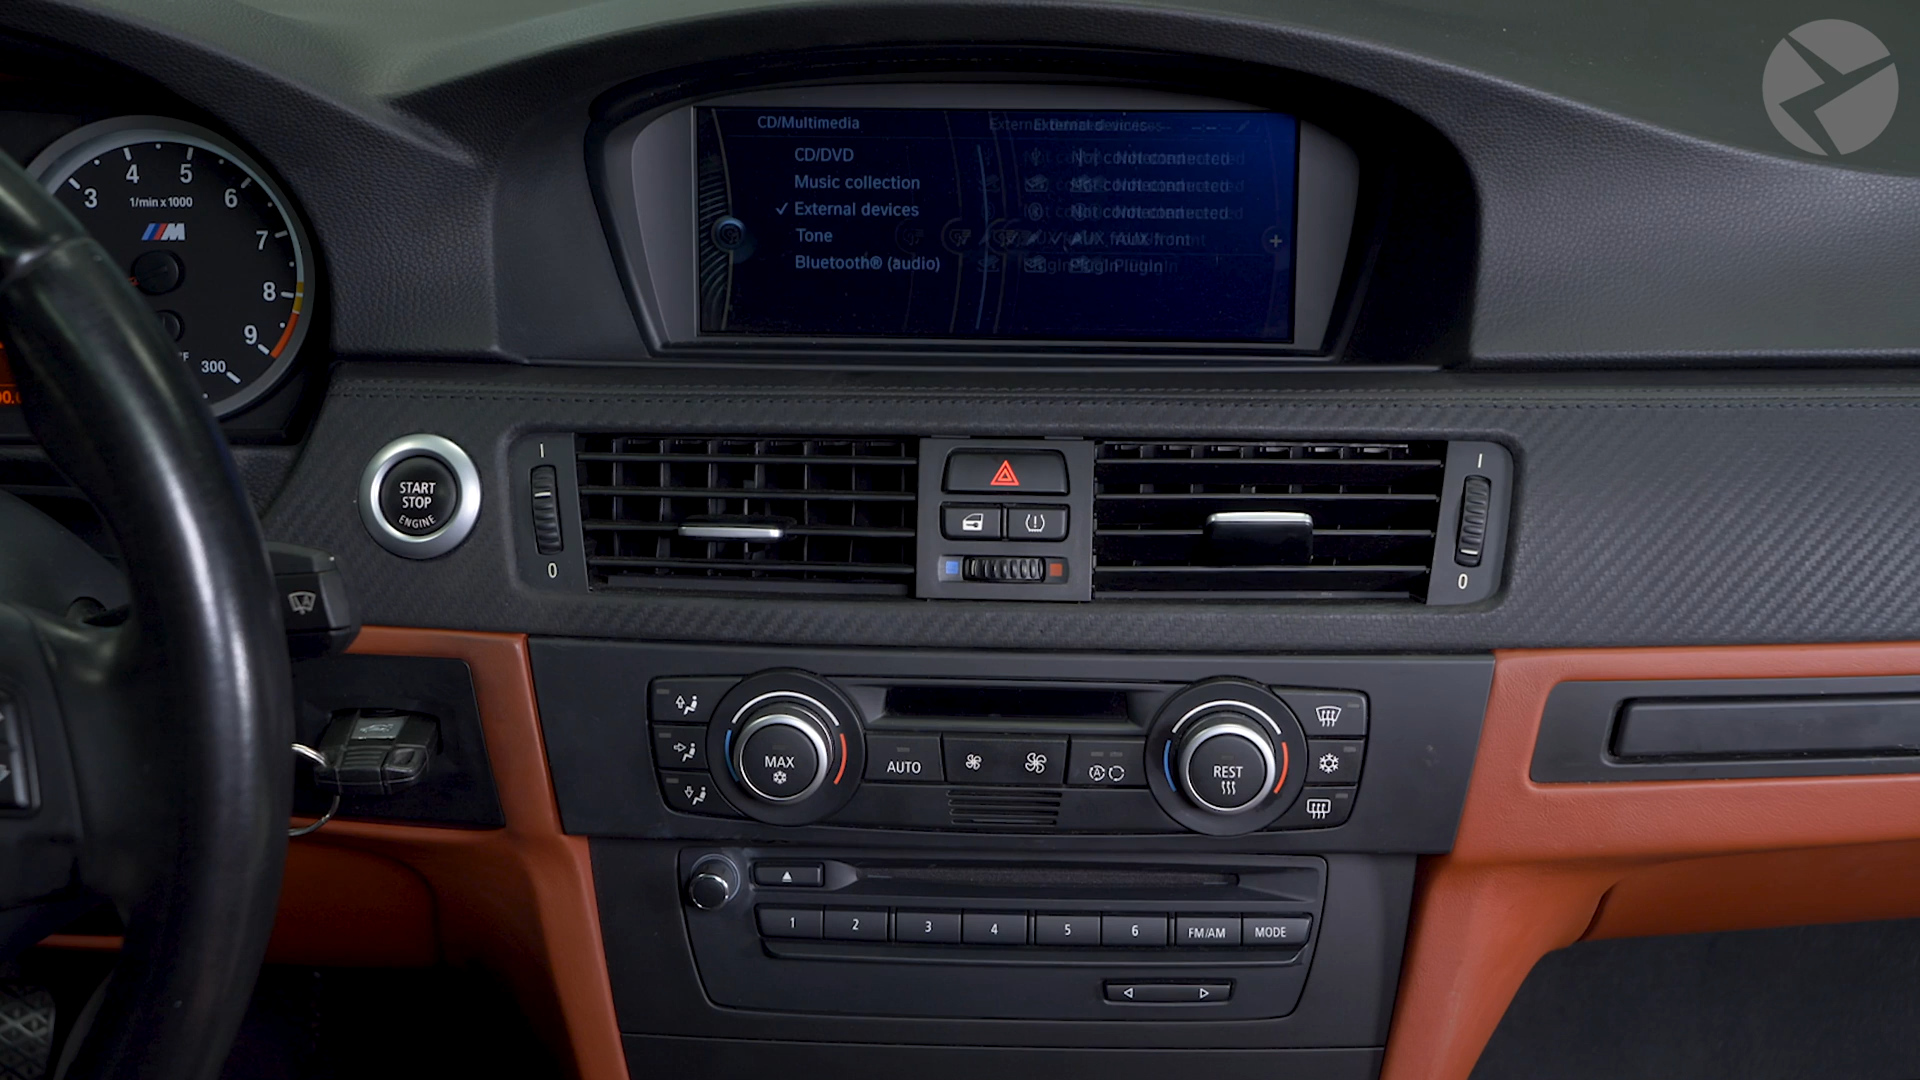 CD/Multimedia
External devices
CD/DVD
Music collection
✓ External devices
Tone
Bluetooth® (audio)
Not connected
Not connected
Not connected
AUX front
PlugIn
3 4 5 6 7 8 9
1/min x 1000
M
°F
300
START
STOP
ENGINE
I
0
I
0
MAX
AUTO
A
REST
1 2 3 4 5 6 FM/AM MODE